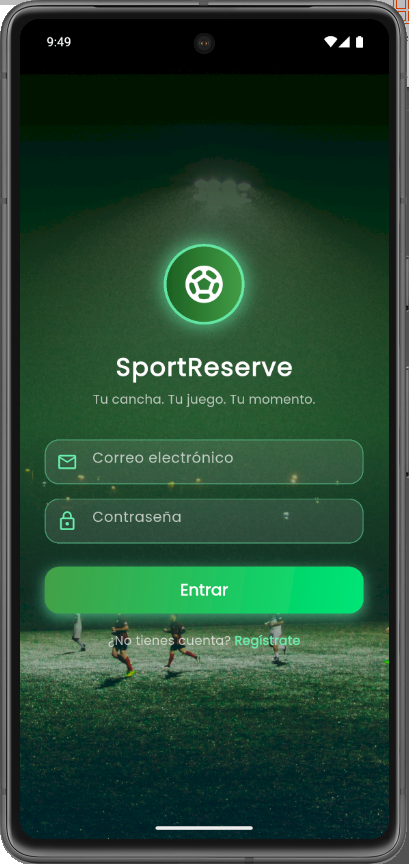 9:49
SportReserve
Tu cancha. Tu juego. Tu momento.
Correo electrónico
Contraseña
Entrar
¿No tienes cuenta? Regístrate